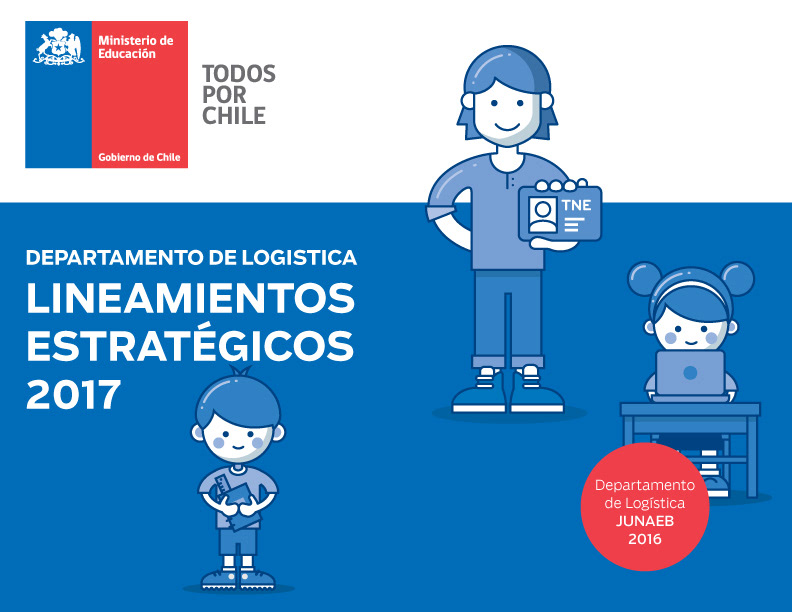 Ministerio de
Educación
Gobierno de Chile
TODOS
POR
CHILE
DEPARTAMENTO DE LOGISTICA
LINEAMIENTOS
ESTRATÉGICOS
2017
TNE
Departamento
de Logística
JUNAEB
2016